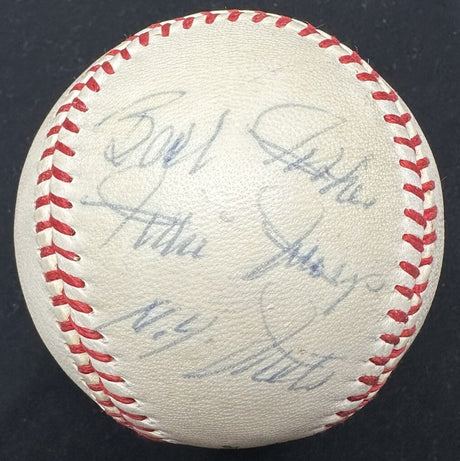 Best Wishes
Willie Mays
N.Y. Mets